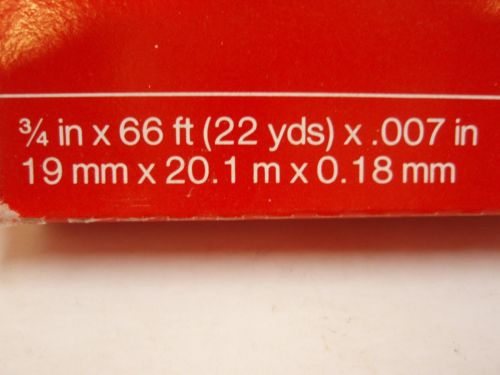 ¾ in x 66 ft (22 yds) x .007 in
19 mm x 20.1 m x 0.18 mm